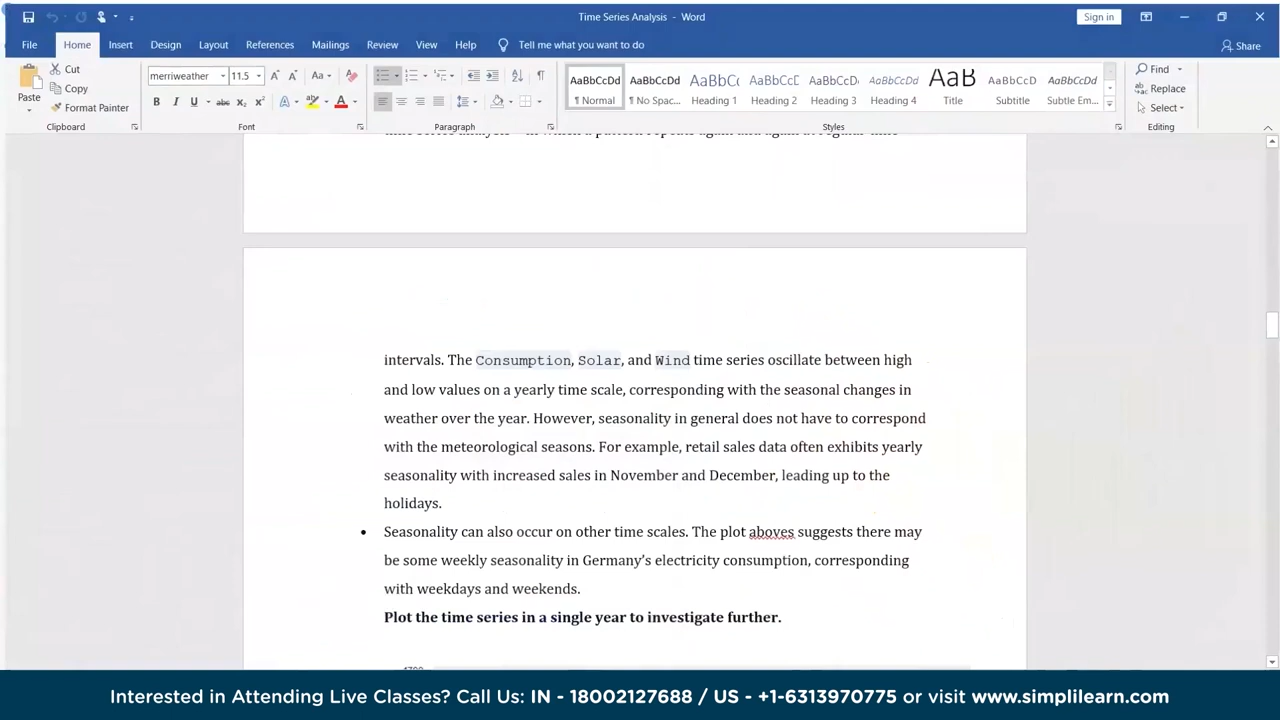 Time Series Analysis - Word
Sign in
File Home Insert Design Layout References Mailings Review View Help Tell me what you want to do
Share
Paste
Cut
Copy
Format Painter
Clipboard
merriweather 11.5
Font
Paragraph
AaBbCcDd AaBbCcDd AaBbCc AaBbCcD AaBbCcD AaBbCcD AaB AaBbCcD AaBbCcDd
¶ Normal ¶ No Spac... Heading 1 Heading 2 Heading 3 Heading 4 Title Subtitle Subtle Em...
Styles
Find
Replace
Select
Editing
intervals. The Consumption, Solar, and Wind time series oscillate between high
and low values on a yearly time scale, corresponding with the seasonal changes in
weather over the year. However, seasonality in general does not have to correspond
with the meteorological seasons. For example, retail sales data often exhibits yearly
seasonality with increased sales in November and December, leading up to the
holidays.
• Seasonality can also occur on other time scales. The plot aboves suggests there may
be some weekly seasonality in Germany's electricity consumption, corresponding
with weekdays and weekends.
Plot the time series in a single year to investigate further.
Interested in Attending Live Classes? Call Us: IN - 18002127688 / US - +1-6313970775 or visit www.simplilearn.com